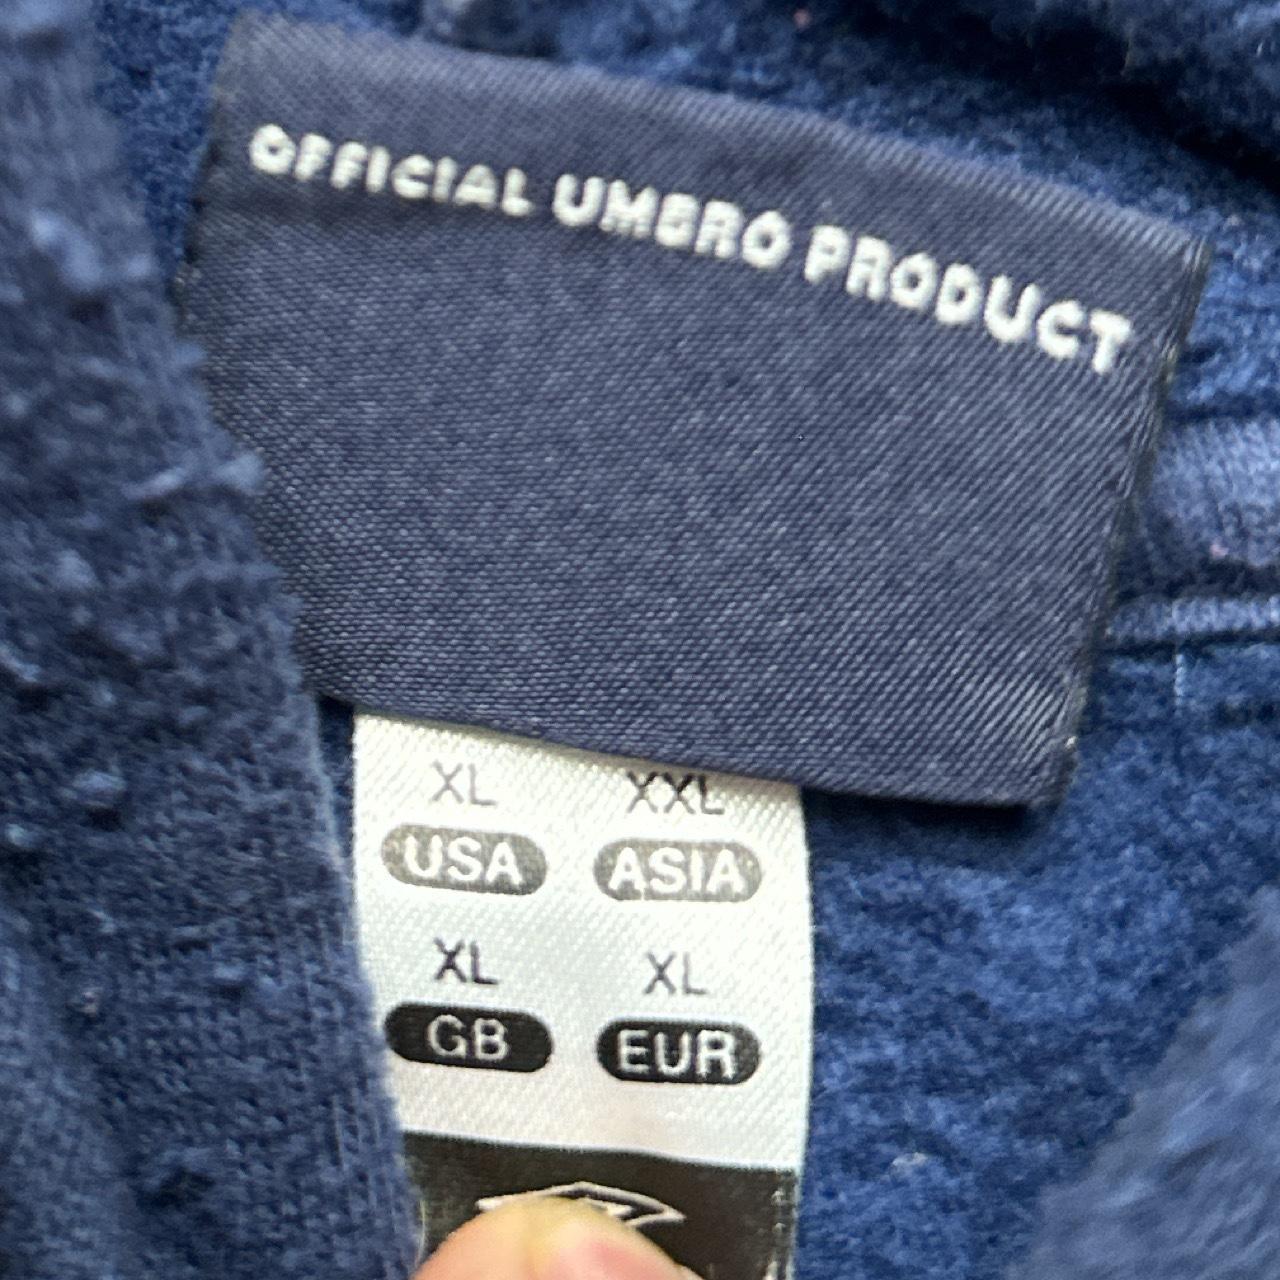 OFFICIAL UMBRO PRODUCT
XL XXL
USA ASIA
XL XL
GB EUR